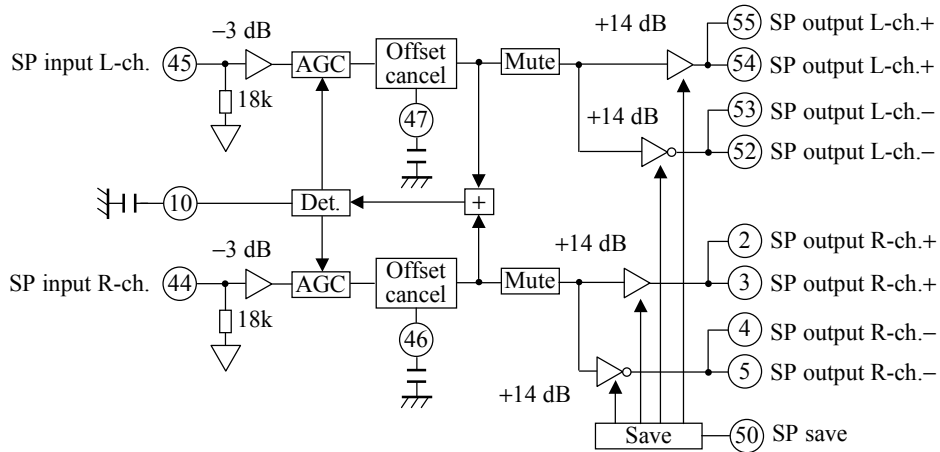 −3 dB
+14 dB
55 SP output L-ch.+
SP input L-ch. 45 AGC Offset cancel Mute
54 SP output L-ch.+
18k
47
+14 dB
53 SP output L-ch.−
52 SP output L-ch.−
10 Det. +
−3 dB
+14 dB
2 SP output R-ch.+
SP input R-ch. 44 AGC Offset cancel Mute
3 SP output R-ch.+
18k
46
4 SP output R-ch.−
5 SP output R-ch.−
+14 dB
Save 50 SP save